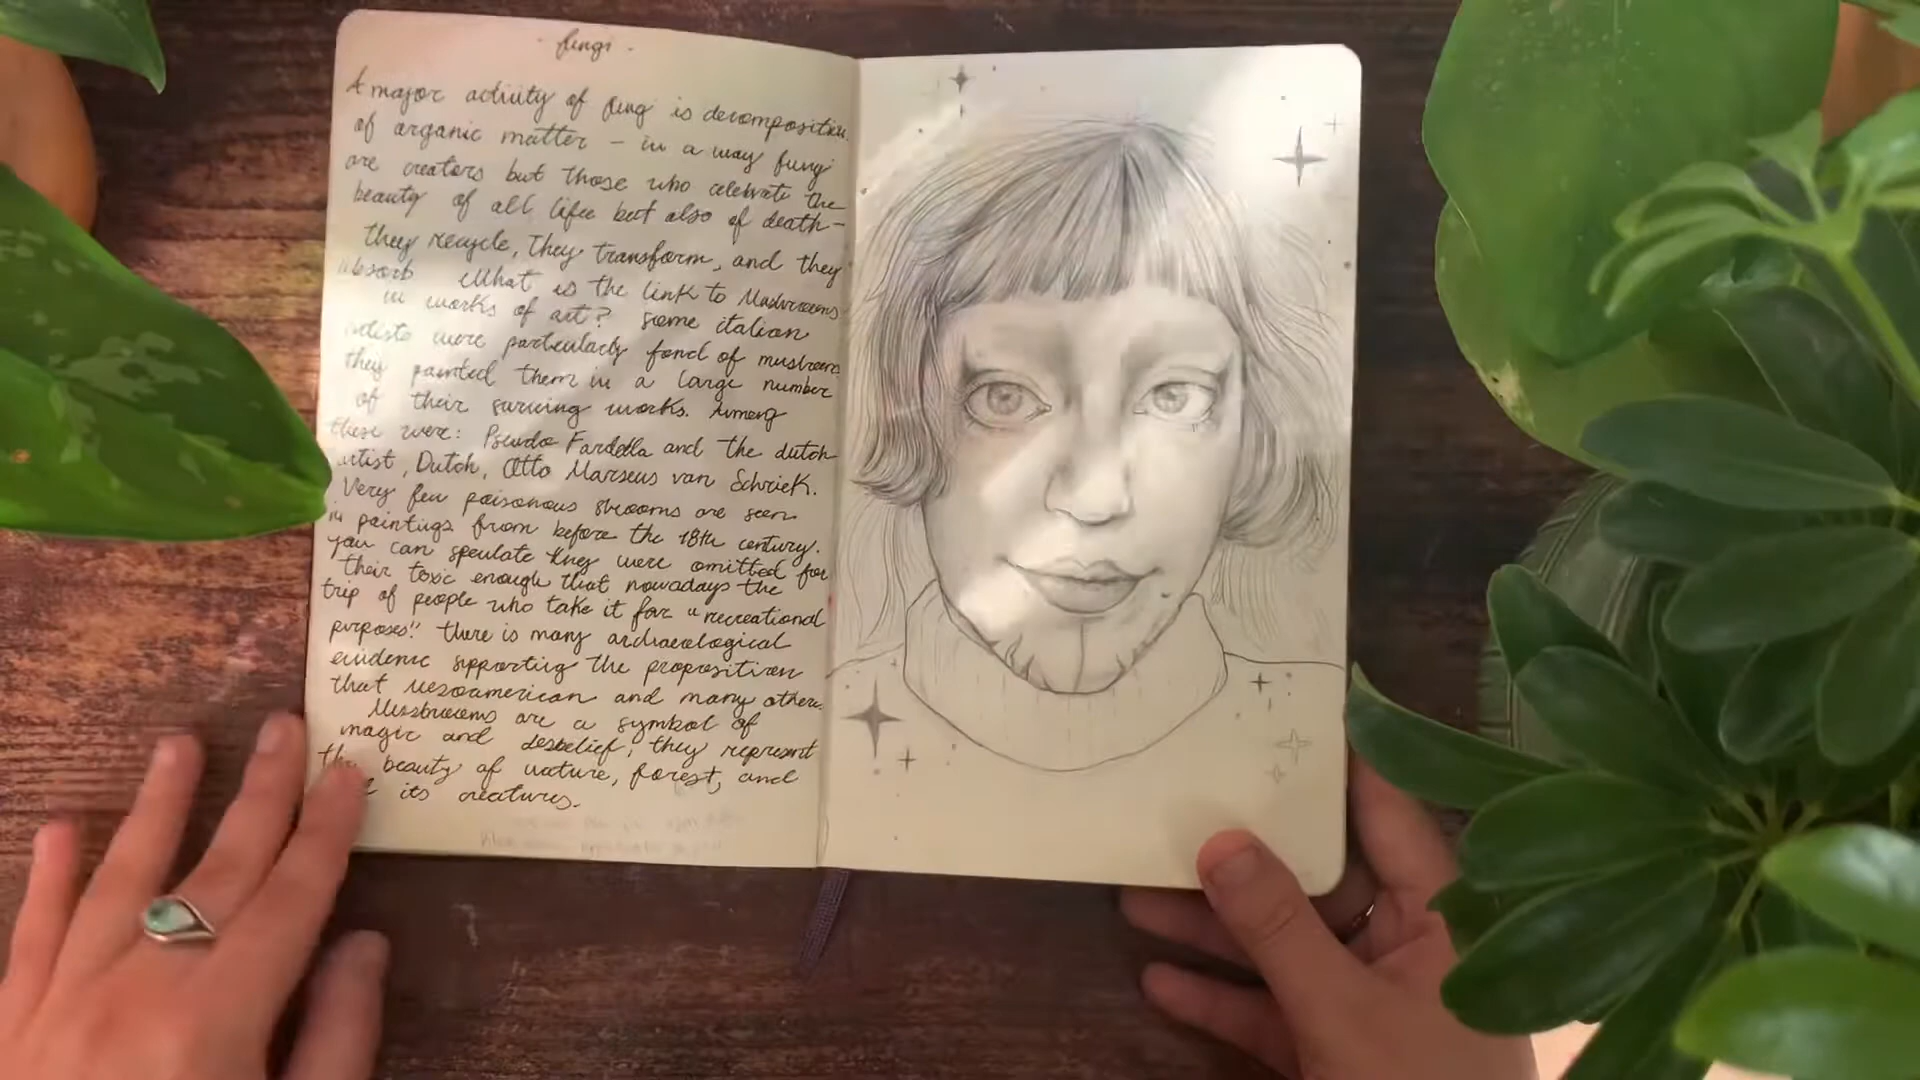 - fungi -
A major activity of fungi is decomposition
of organic matter – in a way fungi
are creators but those who celebrate the
beauty of all lifee but also of death –
they recycle, they transform, and they
absorb What is the link to Mushrooms
in works of art? some italian
artists were particularly fond of mushrooms
they painted them in a large number
of their surviving works. Among
these were: Pseudo Fardella and the dutch
artist, Dutch, Otto Marseus van Schriek.
Very few poisonous shrooms are seen
in paintings from before the 18th century.
you can speculate they were omitted for
their toxic enough that nowadays the
trip of people who take it for "recreational
purposes!" there is many archaeological
evidence supporting the proposition
that mesoamerican and many others.
Mushrooms are a symbol of
magic and desbelief, they represent
the beauty of nature, forest, and
its creatures.